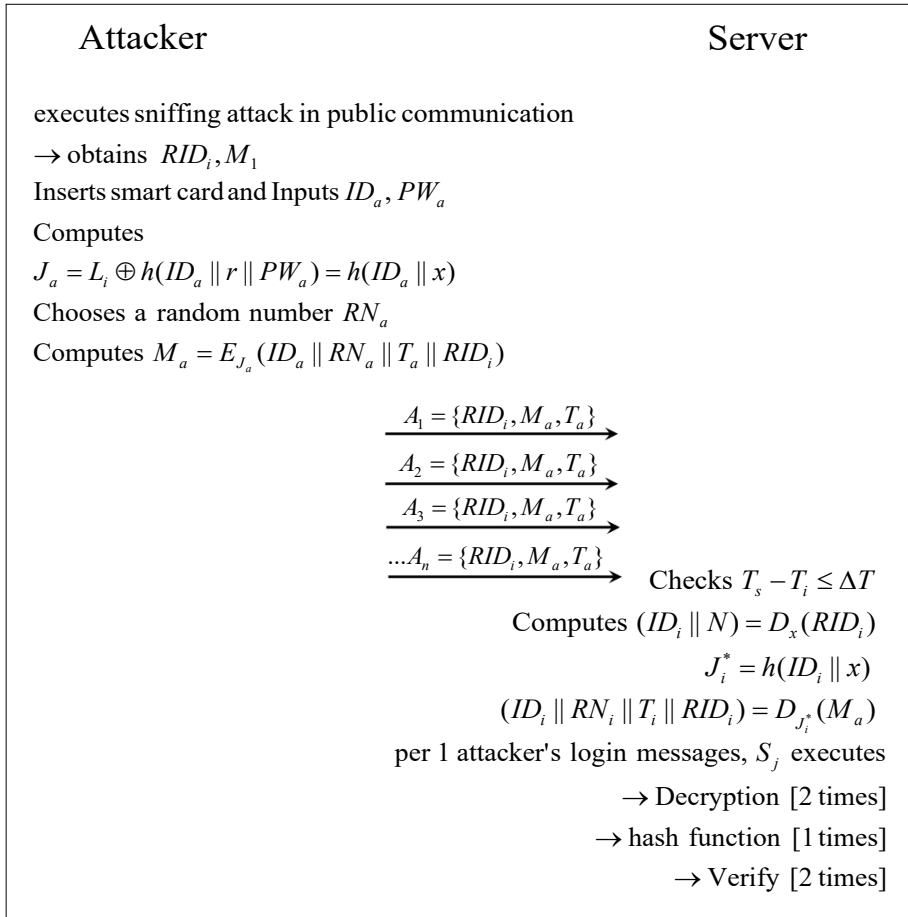 Attacker Server
executes sniffing attack in public communication
→ obtains RID_i, M_1
Inserts smart card and Inputs ID_a, PW_a
Computes
J_a = L_i ⊕ h(ID_a || r || PW_a) = h(ID_a || x)
Chooses a random number RN_a
Computes M_a = E_{J_a}(ID_a || RN_a || T_a || RID_i)
A_1 = {RID_i, M_a, T_a}
A_2 = {RID_i, M_a, T_a}
A_3 = {RID_i, M_a, T_a}
...A_n = {RID_i, M_a, T_a}
Checks T_s − T_i ≤ ΔT
Computes (ID_i || N) = D_x(RID_i)
J_i^* = h(ID_i || x)
(ID_i || RN_i || T_i || RID_i) = D_{J_i^*}(M_a)
per 1 attacker's login messages, S_j executes
→ Decryption [2 times]
→ hash function [1 times]
→ Verify [2 times]